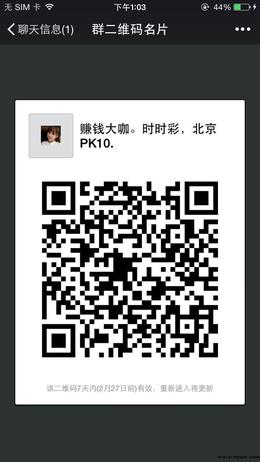 无 SIM 卡
下午1:03
44%
聊天信息(1)
群二维码名片
赚钱大咖。时时彩，北京
PK10.
该二维码7天内(2月27日前)有效，重新进入将更新